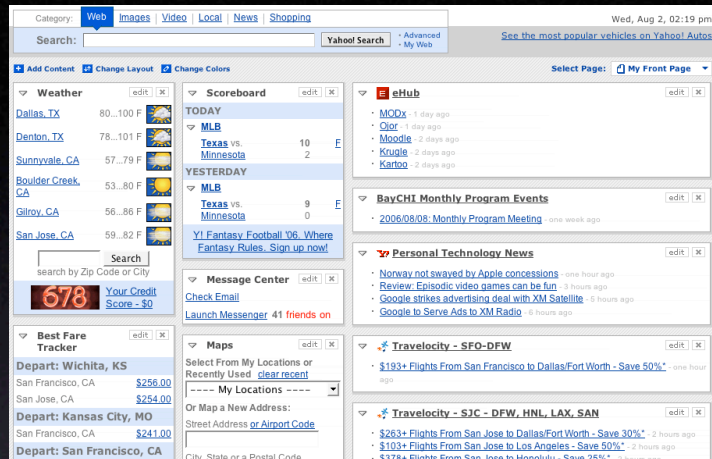 Category: Web Images | Video | Local | News | Shopping
Wed, Aug 2, 02:19 pm
Search: Yahoo! Search · Advanced
· My Web
See the most popular vehicles on Yahoo! Autos
Add Content Change Layout Change Colors
Select Page: My Front Page
Weather edit
Dallas, TX 80...100 F
Denton, TX 78...101 F
Sunnyvale, CA 57...79 F
Boulder Creek,
CA 53...80 F
Gilroy, CA 56...86 F
San Jose, CA 59...82 F
Search
search by Zip Code or City
678 Your Credit
Score - $0
Best Fare
Tracker edit
Depart: Wichita, KS
San Francisco, CA $256.00
San Jose, CA $254.00
Depart: Kansas City, MO
San Francisco, CA $241.00
Depart: San Francisco, CA
Scoreboard edit
TODAY
MLB
Texas vs. 10 F
Minnesota 2
YESTERDAY
MLB
Texas vs. 9 F
Minnesota 0
Y! Fantasy Football '06. Where
Fantasy Rules. Sign up now!
Message Center edit
Check Email
Launch Messenger 41 friends on
Maps edit
Select From My Locations or
Recently Used clear recent
---- My Locations ----
Or Map a New Address:
Street Address or Airport Code
City, State or a Postal Code
E eHub edit
· MODx - 1 day ago
· Ojor - 1 day ago
· Moodle - 2 days ago
· Krugle - 2 days ago
· Kartoo - 2 days ago
BayCHI Monthly Program Events edit
· 2006/08/08: Monthly Program Meeting - one week ago
Personal Technology News edit
· Norway not swayed by Apple concessions - one hour ago
· Review: Episodic video games can be fun - 3 hours ago
· Google strikes advertising deal with XM Satellite - 5 hours ago
· Google to Serve Ads to XM Radio - 6 hours ago
Travelocity - SFO-DFW edit
· $193+ Flights From San Francisco to Dallas/Fort Worth - Save 50%* - one hour
ago
Travelocity - SJC - DFW, HNL, LAX, SAN edit
· $263+ Flights From San Jose to Dallas/Fort Worth - Save 30%* - 2 hours ago
· $103+ Flights From San Jose to Los Angeles - Save 50%* - 2 hours ago
· $378+ Flights From San Jose to Honolulu - Save 25%* - 2 hours ago